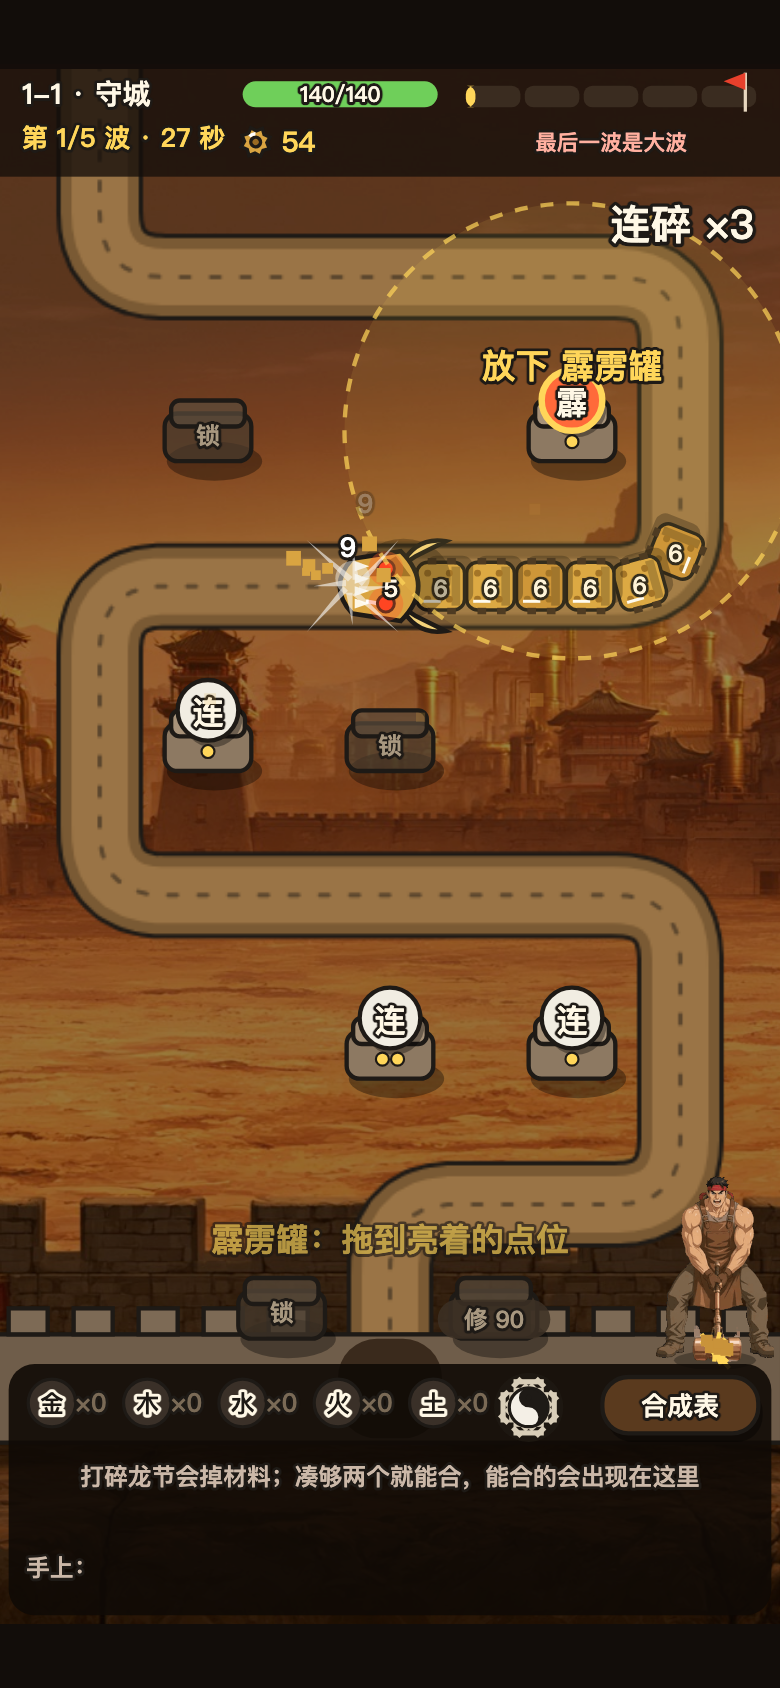 1-1 · 守城
140/140
第 1/5 波 · 27 秒
54
最后一波是大波
连碎 ×3
放下 霹雳罐
霹
锁
9
9
5
6
6
6
6
6
6
连
锁
连
连
霹雳罐：拖到亮着的点位
锁
修 90
金 ×0
木 ×0
水 ×0
火 ×0
土 ×0
合成表
打碎龙节会掉材料；凑够两个就能合，能合的会出现在这里
手上：